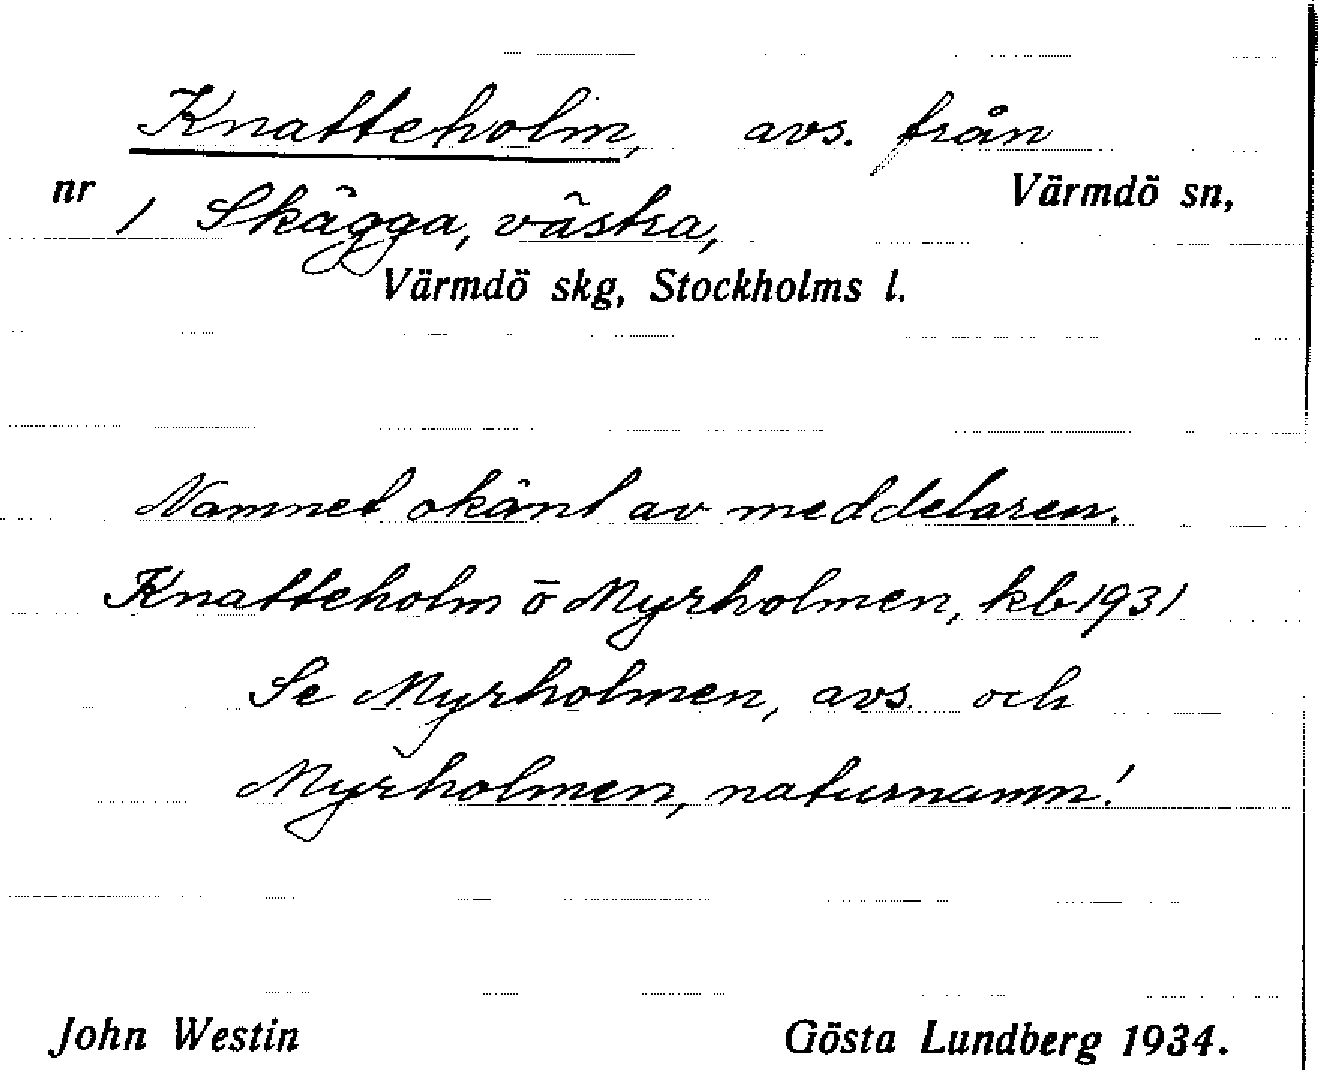 Knatteholm, avs. från
nr 1 Skägga, västra, Värmdö sn,
Värmdö skg, Stockholms l.
Namnet okänt av meddelaren.
Knatteholm ö Myrholmen, kb 1931
Se Myrholmen, avs. och
Myrholmen, naturnamn!
John Westin Gösta Lundberg 1934.